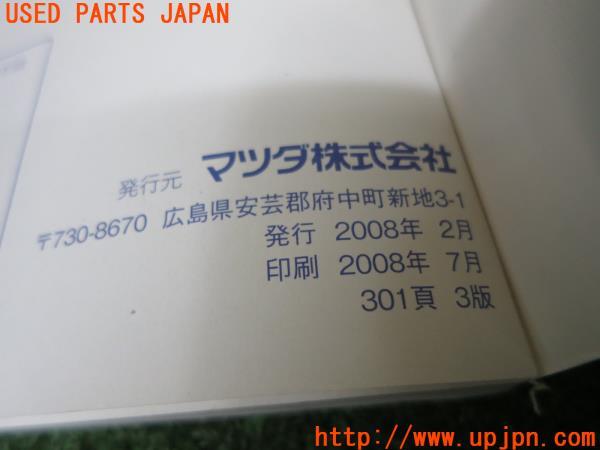 USED PARTS JAPAN
発行元 マツダ株式会社
〒730-8670 広島県安芸郡府中町新地3-1
発行 2008年 2月
印刷 2008年 7月
301頁 3版
http://www.upjpn.com